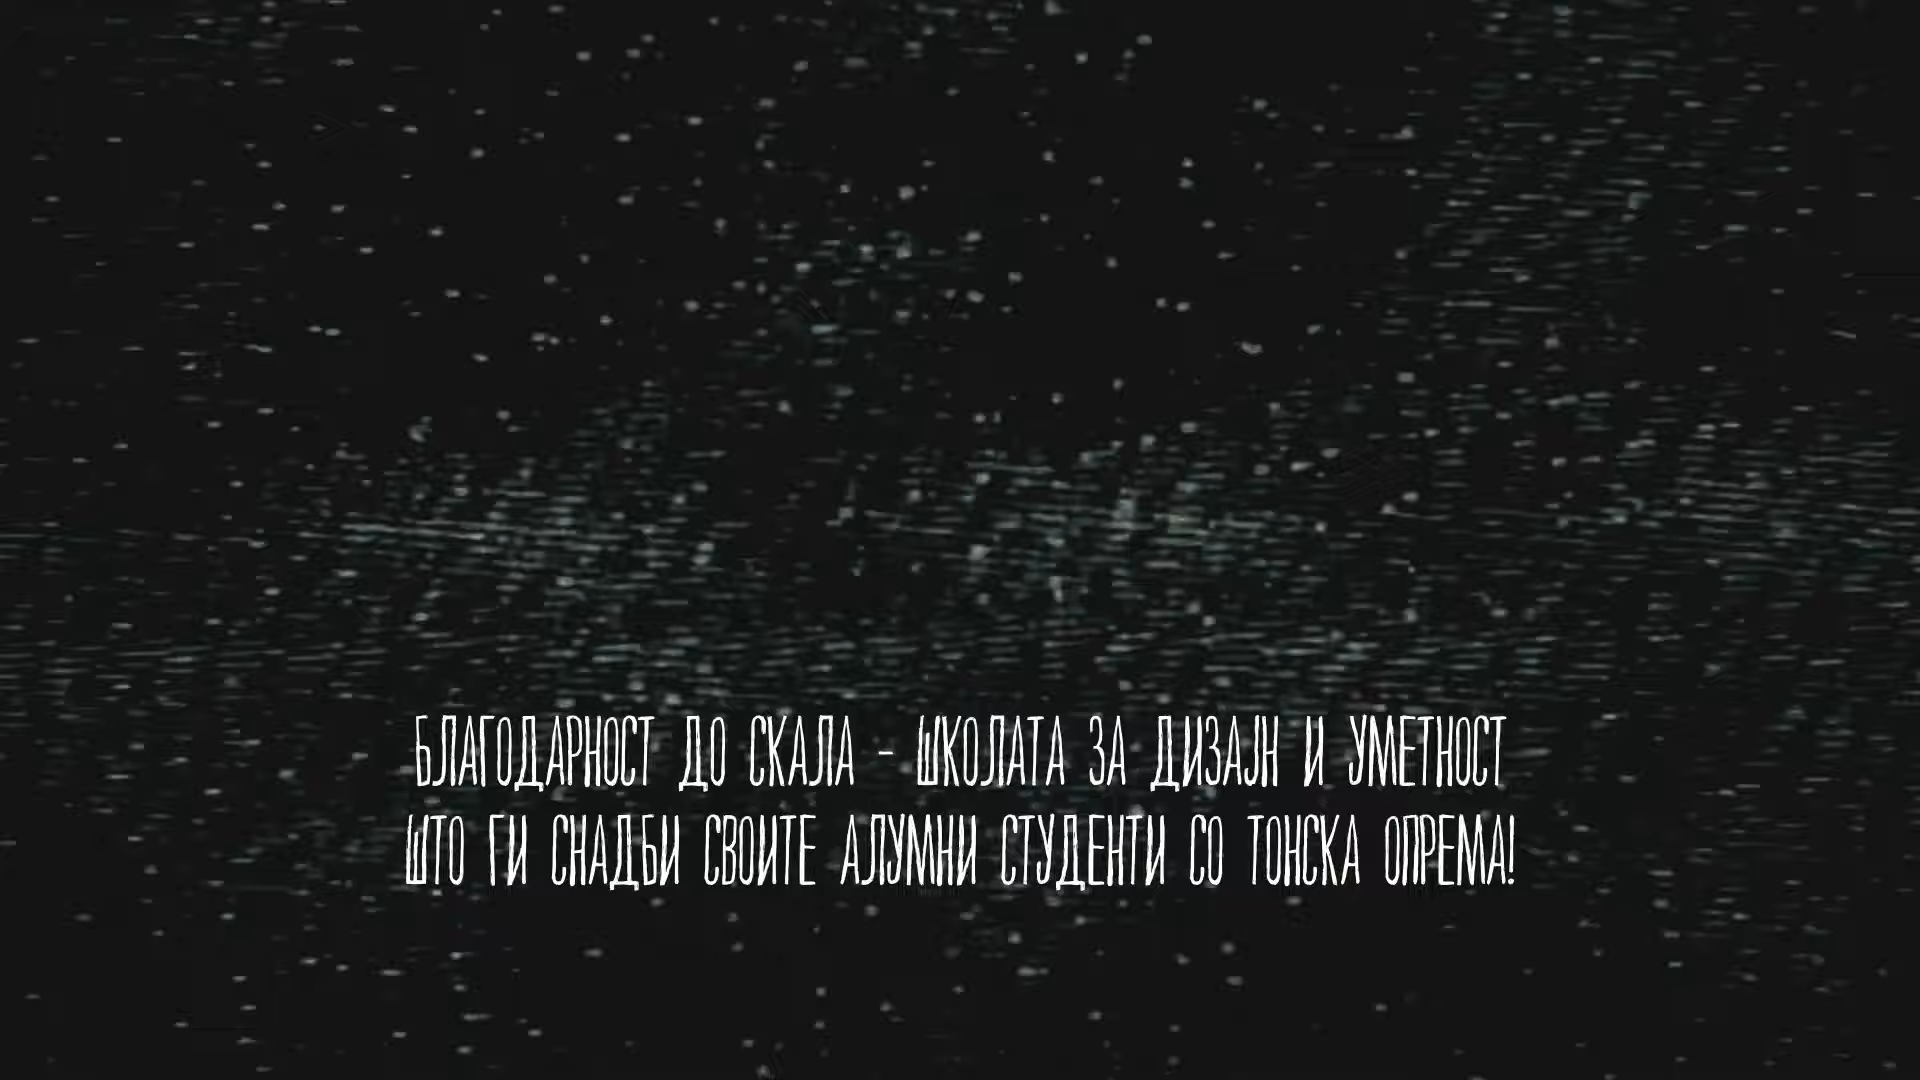 БЛАГОДАРНОСТ ДО СКАЛА - ШКОЛАТА ЗА ДИЗАЈН И УМЕТНОСТ
ШТО ГИ СНАДБИ СВОИТЕ АЛУМНИ СТУДЕНТИ СО ТОНСКА ОПРЕМА!